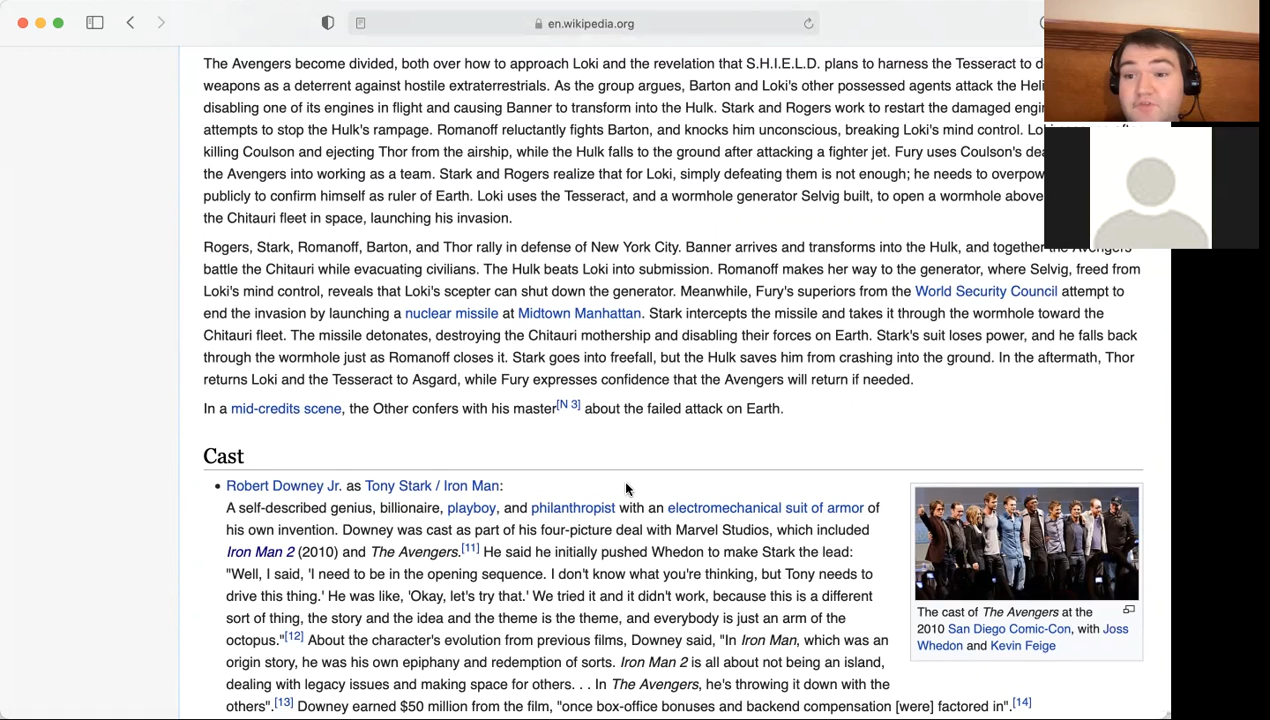 en.wikipedia.org
The Avengers become divided, both over how to approach Loki and the revelation that S.H.I.E.L.D. plans to harness the Tesseract to d
weapons as a deterrent against hostile extraterrestrials. As the group argues, Barton and Loki's other possessed agents attack the Heli
disabling one of its engines in flight and causing Banner to transform into the Hulk. Stark and Rogers work to restart the damaged engi
attempts to stop the Hulk's rampage. Romanoff reluctantly fights Barton, and knocks him unconscious, breaking Loki's mind control. Lo
killing Coulson and ejecting Thor from the airship, while the Hulk falls to the ground after attacking a fighter jet. Fury uses Coulson's dea
the Avengers into working as a team. Stark and Rogers realize that for Loki, simply defeating them is not enough; he needs to overpow
publicly to confirm himself as ruler of Earth. Loki uses the Tesseract, and a wormhole generator Selvig built, to open a wormhole above
the Chitauri fleet in space, launching his invasion.
Rogers, Stark, Romanoff, Barton, and Thor rally in defense of New York City. Banner arrives and transforms into the Hulk, and together the Avengers
battle the Chitauri while evacuating civilians. The Hulk beats Loki into submission. Romanoff makes her way to the generator, where Selvig, freed from
Loki's mind control, reveals that Loki's scepter can shut down the generator. Meanwhile, Fury's superiors from the World Security Council attempt to
end the invasion by launching a nuclear missile at Midtown Manhattan. Stark intercepts the missile and takes it through the wormhole toward the
Chitauri fleet. The missile detonates, destroying the Chitauri mothership and disabling their forces on Earth. Stark's suit loses power, and he falls back
through the wormhole just as Romanoff closes it. Stark goes into freefall, but the Hulk saves him from crashing into the ground. In the aftermath, Thor
returns Loki and the Tesseract to Asgard, while Fury expresses confidence that the Avengers will return if needed.
In a mid-credits scene, the Other confers with his master[N 3] about the failed attack on Earth.
Cast
• Robert Downey Jr. as Tony Stark / Iron Man:
A self-described genius, billionaire, playboy, and philanthropist with an electromechanical suit of armor of
his own invention. Downey was cast as part of his four-picture deal with Marvel Studios, which included
Iron Man 2 (2010) and The Avengers.[11] He said he initially pushed Whedon to make Stark the lead:
"Well, I said, 'I need to be in the opening sequence. I don't know what you're thinking, but Tony needs to
drive this thing.' He was like, 'Okay, let's try that.' We tried it and it didn't work, because this is a different
sort of thing, the story and the idea and the theme is the theme, and everybody is just an arm of the
octopus."[12] About the character's evolution from previous films, Downey said, "In Iron Man, which was an
origin story, he was his own epiphany and redemption of sorts. Iron Man 2 is all about not being an island,
dealing with legacy issues and making space for others. . . In The Avengers, he's throwing it down with the
others".[13] Downey earned $50 million from the film, "once box-office bonuses and backend compensation [were] factored in".[14]
The cast of The Avengers at the
2010 San Diego Comic-Con, with Joss
Whedon and Kevin Feige